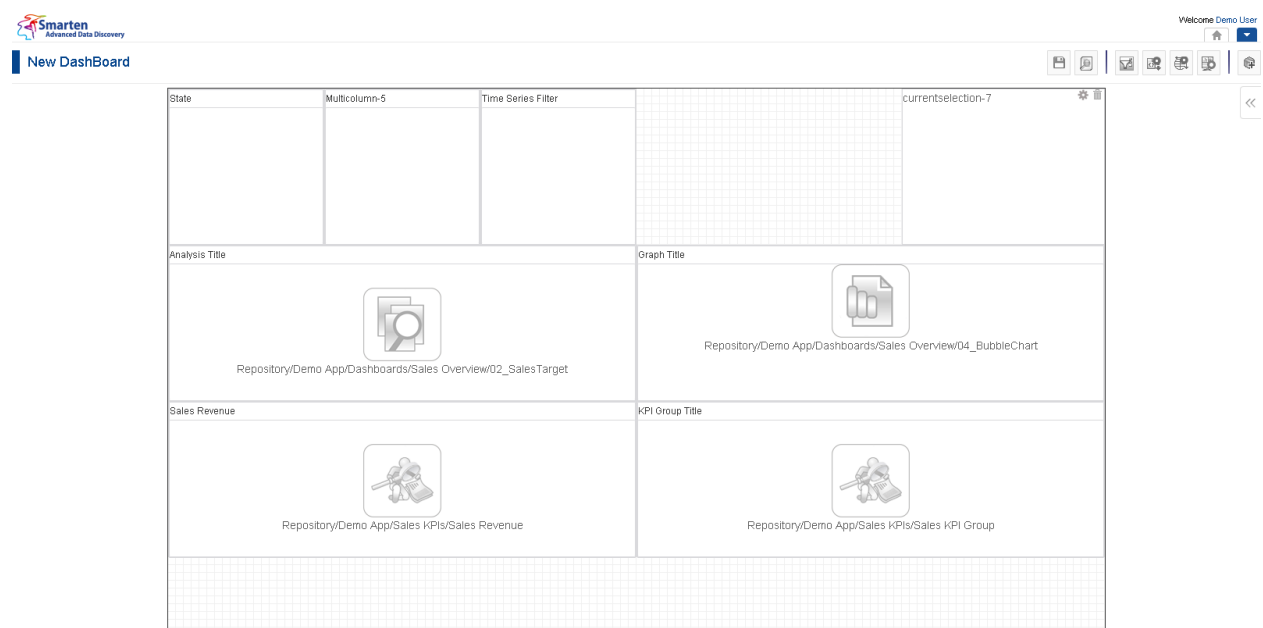 Smarten
Advanced Data Discovery
Welcome Demo User
New DashBoard
State
Multicolumn-5
Time Series Filter
currentselection-7
Analysis Title
Graph Title
Repository/Demo App/Dashboards/Sales Overview/04_BubbleChart
Repository/Demo App/Dashboards/Sales Overview/02_SalesTarget
Sales Revenue
KPI Group Title
Repository/Demo App/Sales KPIs/Sales Revenue
Repository/Demo App/Sales KPIs/Sales KPI Group